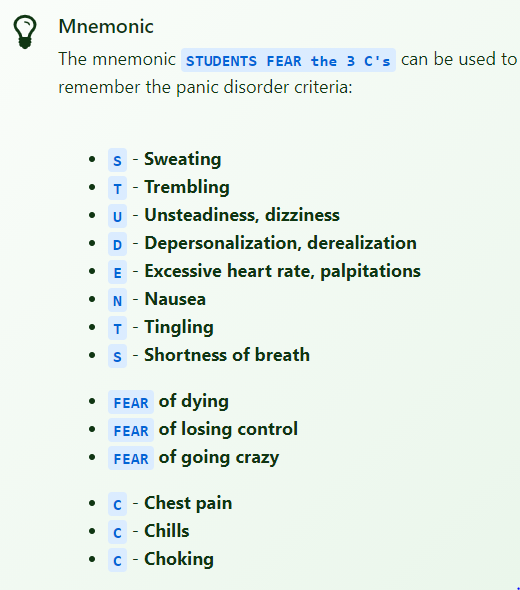 Mnemonic
The mnemonic STUDENTS FEAR the 3 C's can be used to
remember the panic disorder criteria:
• S - Sweating
• T - Trembling
• U - Unsteadiness, dizziness
• D - Depersonalization, derealization
• E - Excessive heart rate, palpitations
• N - Nausea
• T - Tingling
• S - Shortness of breath
• FEAR of dying
• FEAR of losing control
• FEAR of going crazy
• C - Chest pain
• C - Chills
• C - Choking